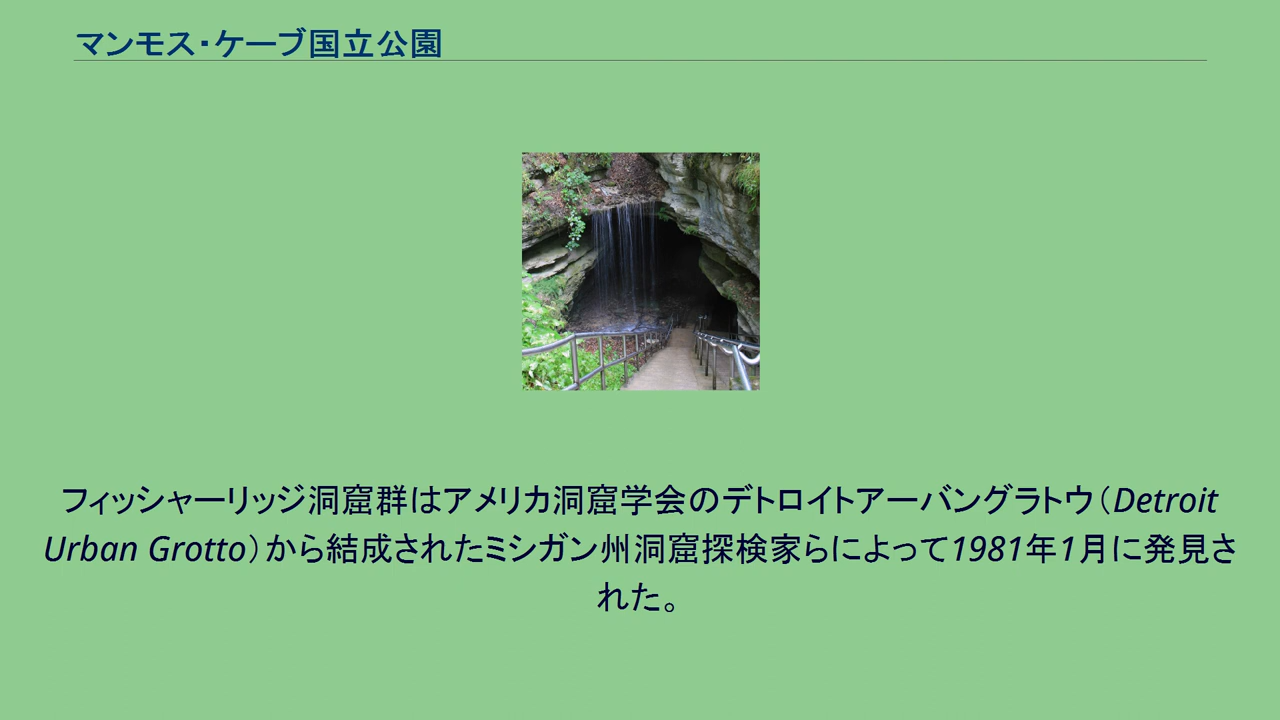 マンモス・ケーブ国立公園
フィッシャーリッジ洞窟群はアメリカ洞窟学会のデトロイトアーバングラトウ（Detroit
Urban Grotto）から結成されたミシガン州洞窟探検家らによって1981年1月に発見さ
れた。